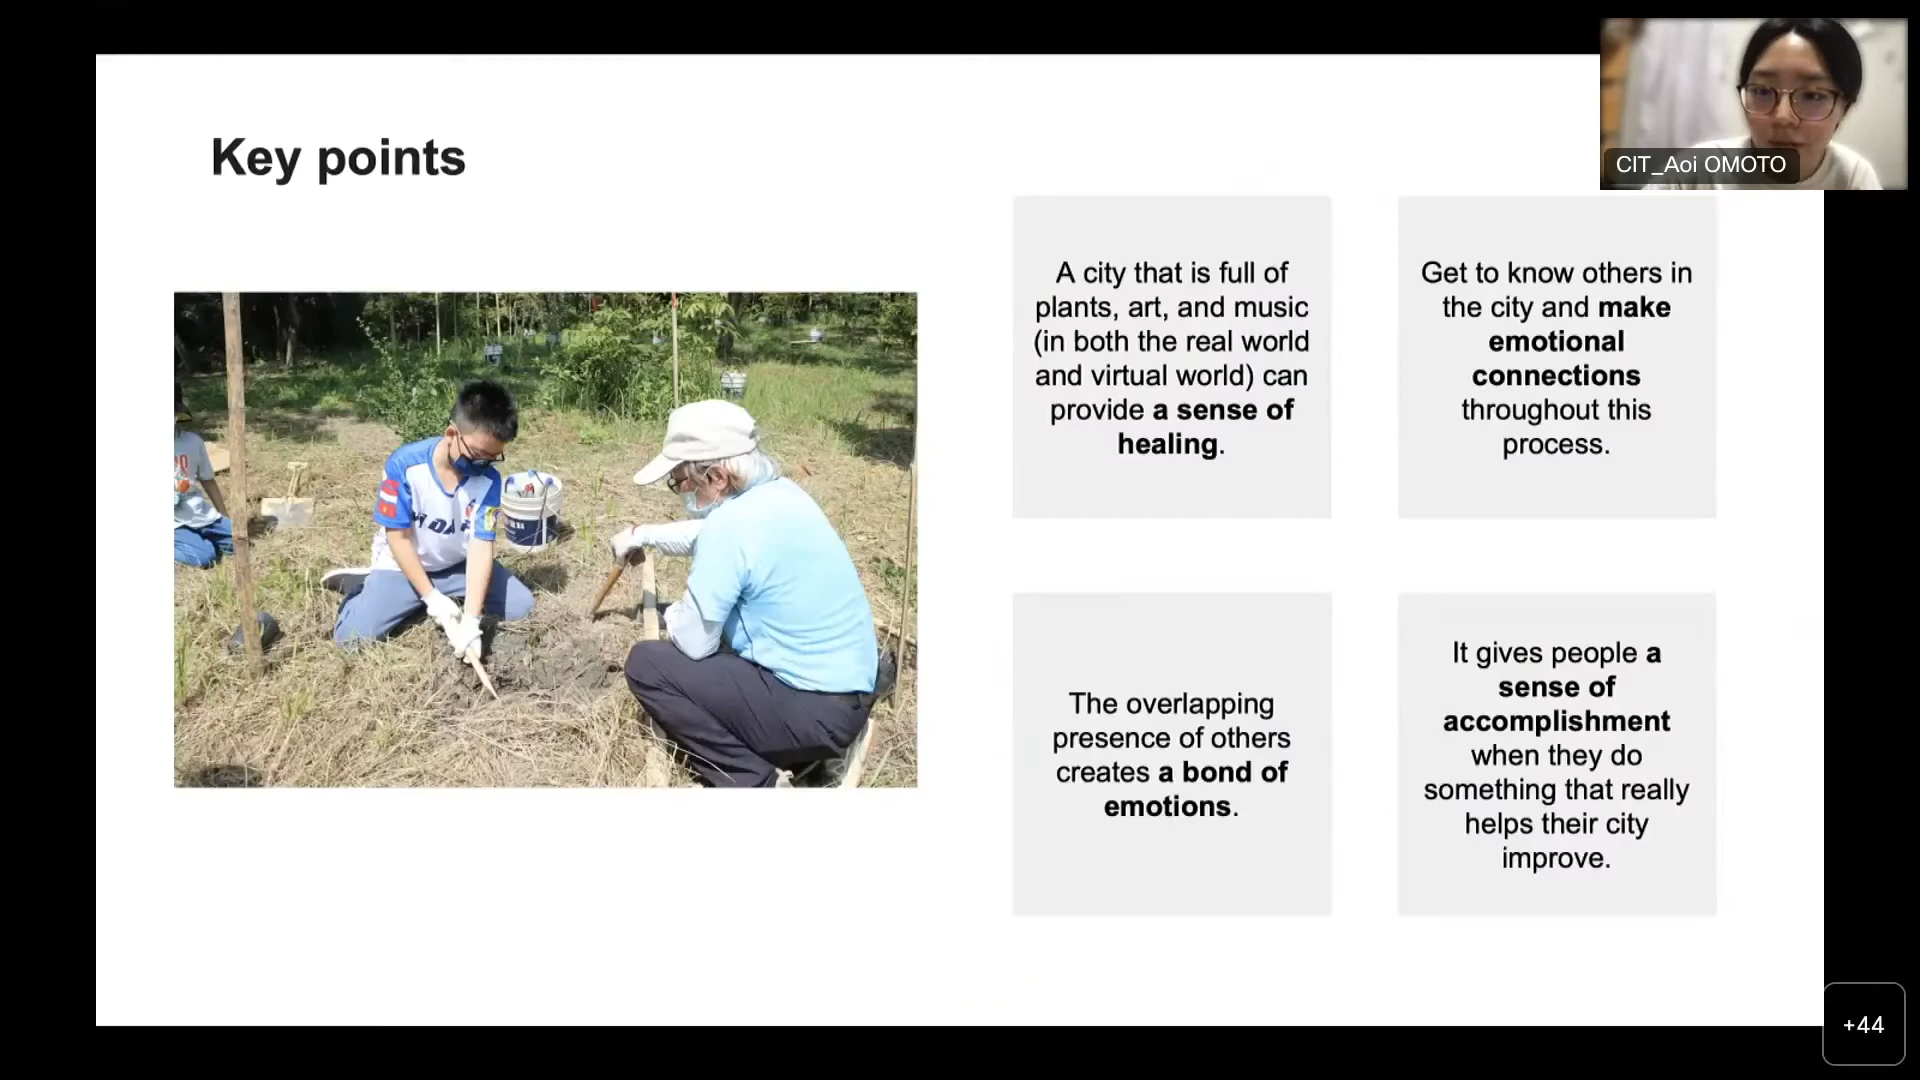 Key points
CIT_Aoi OMOTO
A city that is full of
plants, art, and music
(in both the real world
and virtual world) can
provide a sense of
healing.
Get to know others in
the city and make
emotional
connections
throughout this
process.
The overlapping
presence of others
creates a bond of
emotions.
It gives people a
sense of
accomplishment
when they do
something that really
helps their city
improve.
+44